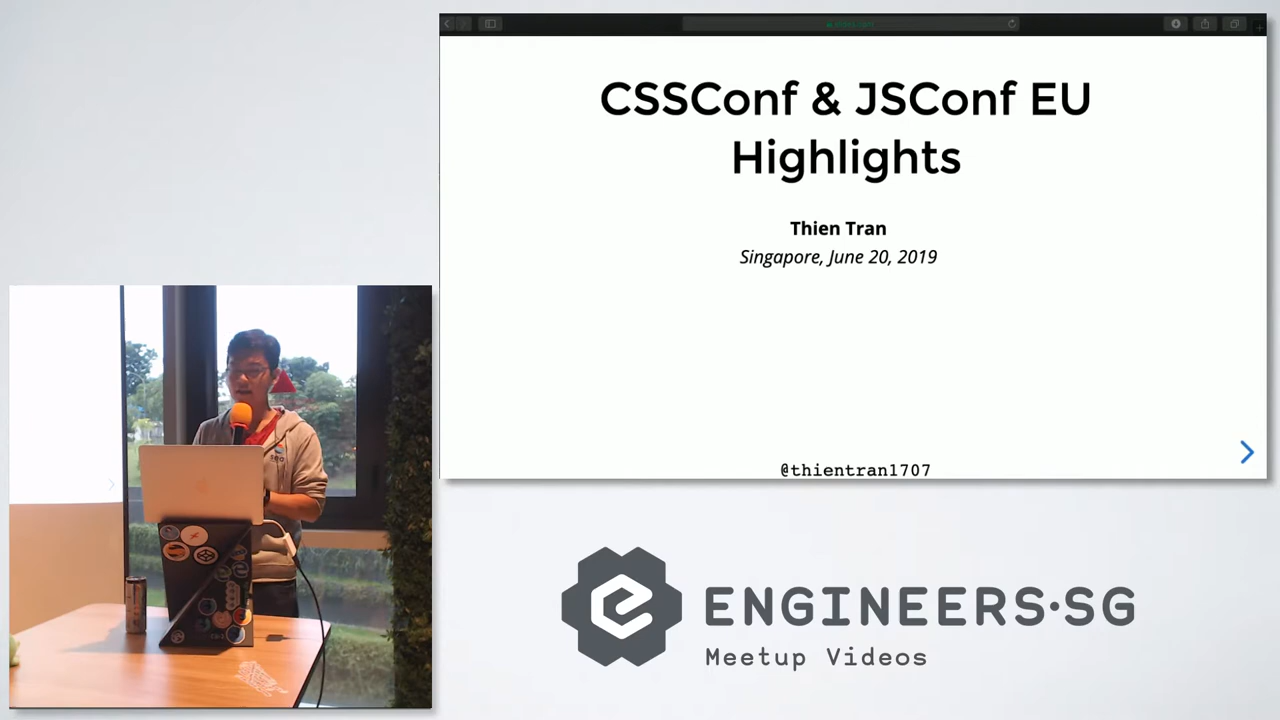 CSSConf & JSConf EU
Highlights
Thien Tran
Singapore, June 20, 2019
@thientran1707
ENGINEERS·SG
Meetup Videos